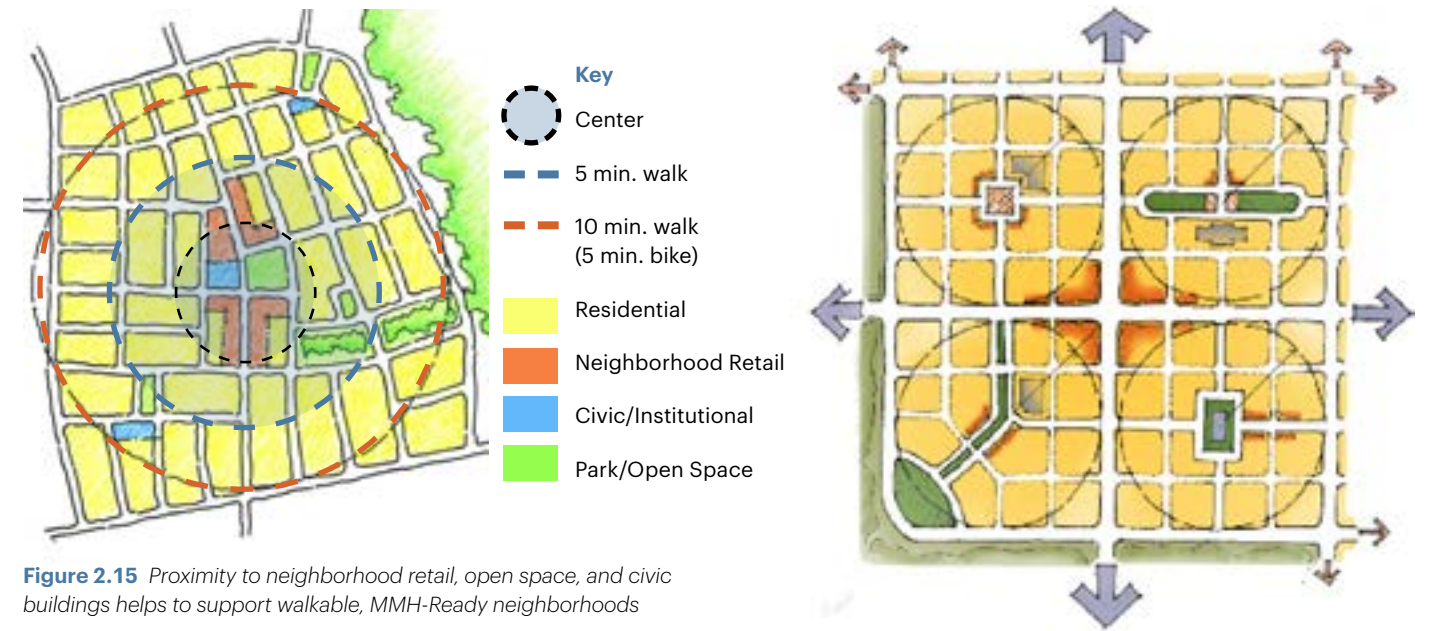 Key
Center
5 min. walk
10 min. walk
(5 min. bike)
Residential
Neighborhood Retail
Civic/Institutional
Park/Open Space
Figure 2.15 Proximity to neighborhood retail, open space, and civic
buildings helps to support walkable, MMH-Ready neighborhoods